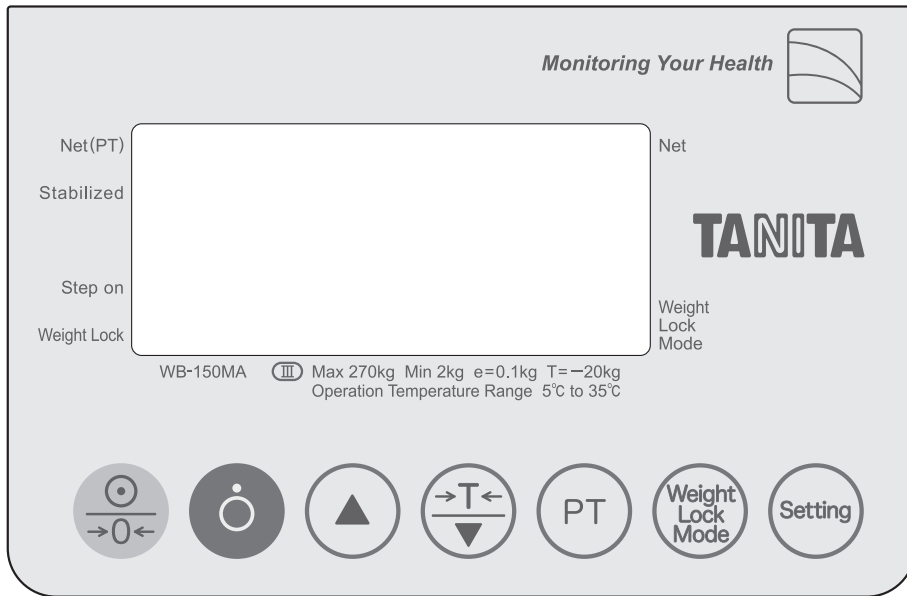 Monitoring Your Health
Net(PT)
Net
Stabilized
TANITA
Step on
Weight Lock
Weight
Lock
Mode
WB-150MA III Max 270kg Min 2kg e=0.1kg T=−20kg
Operation Temperature Range 5℃ to 35℃
→0←
→T←
PT
Weight
Lock
Mode
Setting